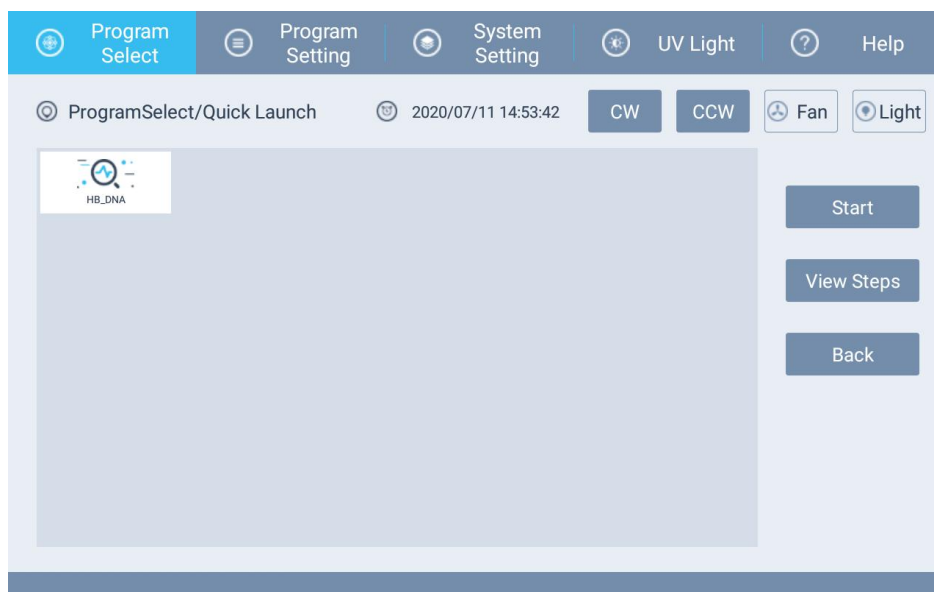 Program
Select
Program
Setting
System
Setting
UV Light
Help
ProgramSelect/Quick Launch
2020/07/11 14:53:42
CW
CCW
Fan
Light
HB_DNA
Start
View Steps
Back